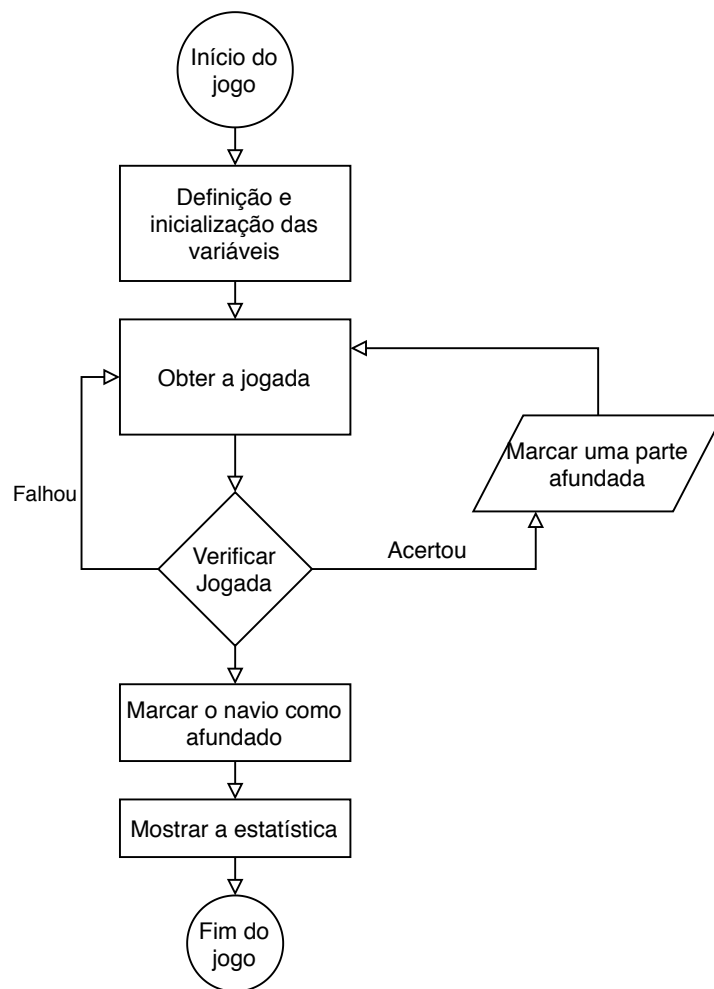 Início do
jogo
Definição e
inicialização das
variáveis
Obter a jogada
Marcar uma parte
afundada
Falhou
Verificar
Jogada
Acertou
Marcar o navio como
afundado
Mostrar a estatística
Fim do
jogo